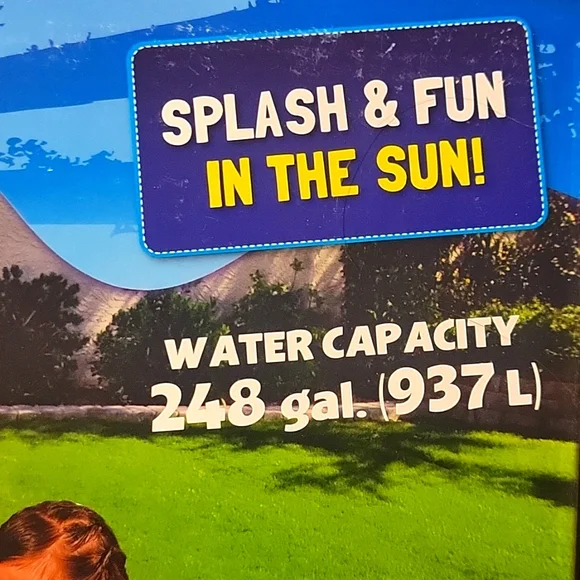 SPLASH & FUN
IN THE SUN!
WATER CAPACITY
248 gal. (937 L)